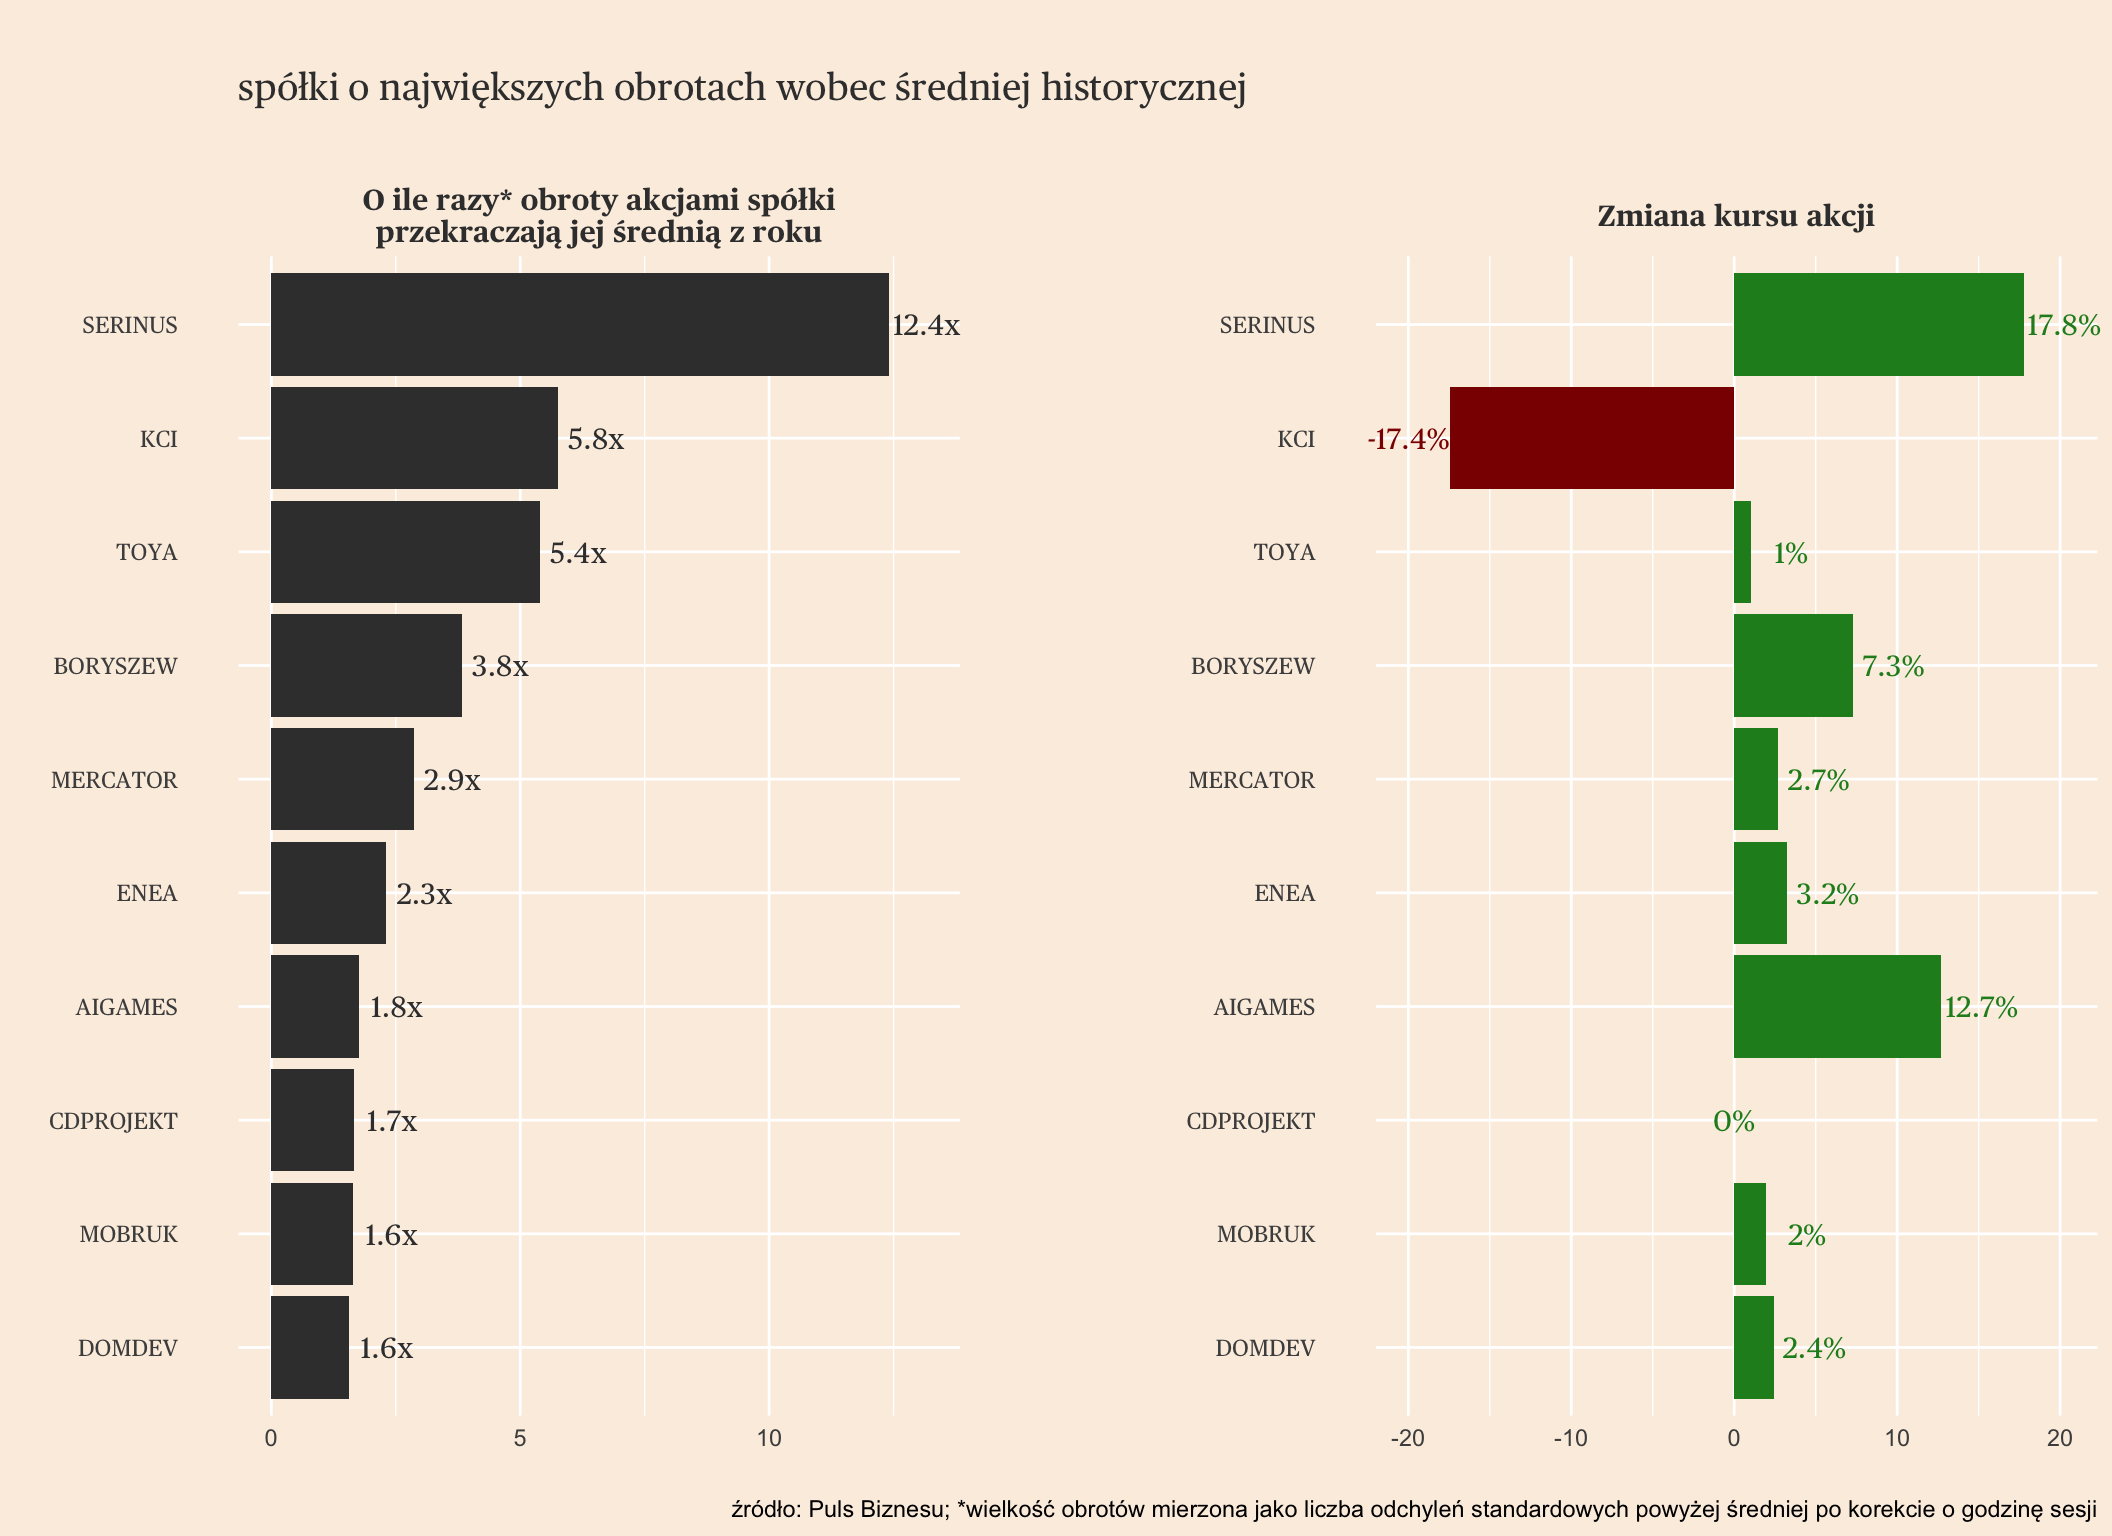 spółki o największych obrotach wobec średniej historycznej
O ile razy* obroty akcjami spółki
przekraczają jej średnią z roku
SERINUS 12.4x
KCI 5.8x
TOYA 5.4x
BORYSZEW 3.8x
MERCATOR 2.9x
ENEA 2.3x
AIGAMES 1.8x
CDPROJEKT 1.7x
MOBRUK 1.6x
DOMDEV 1.6x
0 5 10
Zmiana kursu akcji
SERINUS 17.8%
KCI -17.4%
TOYA 1%
BORYSZEW 7.3%
MERCATOR 2.7%
ENEA 3.2%
AIGAMES 12.7%
CDPROJEKT 0%
MOBRUK 2%
DOMDEV 2.4%
-20 -10 0 10 20
źródło: Puls Biznesu; *wielkość obrotów mierzona jako liczba odchyleń standardowych powyżej średniej po korekcie o godzinę sesji